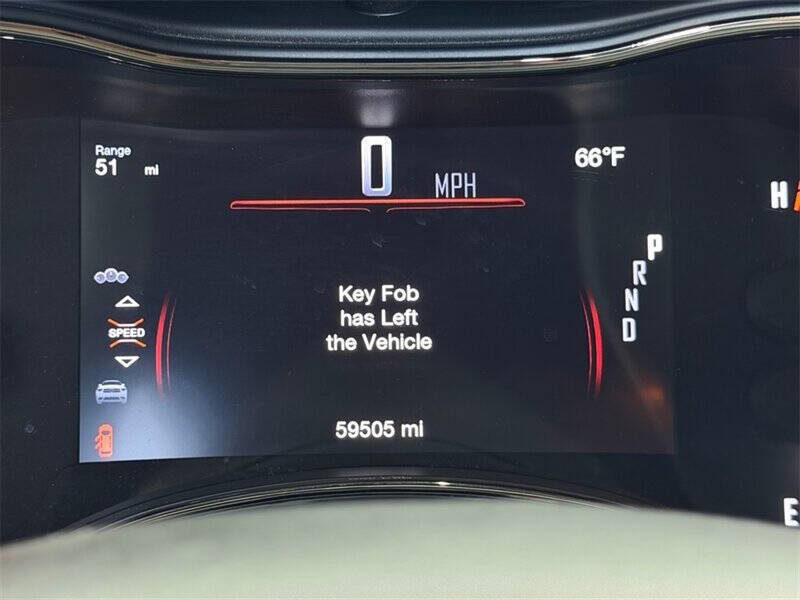 Range
51 mi
0 MPH
66°F
H
P
R
N
D
SPEED
Key Fob
has Left
the Vehicle
59505 mi
E